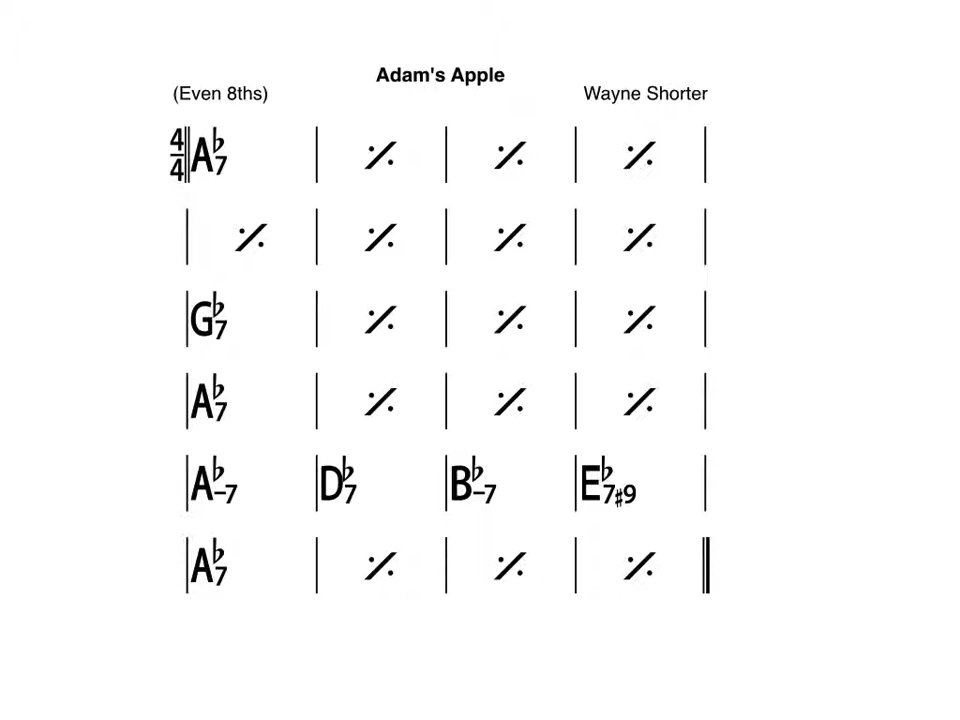 Adam's Apple
(Even 8ths) Wayne Shorter
4/4 A♭7 | 𝄎 | 𝄎 | 𝄎
𝄎 | 𝄎 | 𝄎 | 𝄎
G♭7 | 𝄎 | 𝄎 | 𝄎
A♭7 | 𝄎 | 𝄎 | 𝄎
A♭–7 | D♭7 | B♭–7 | E♭7♯9
A♭7 | 𝄎 | 𝄎 | 𝄎